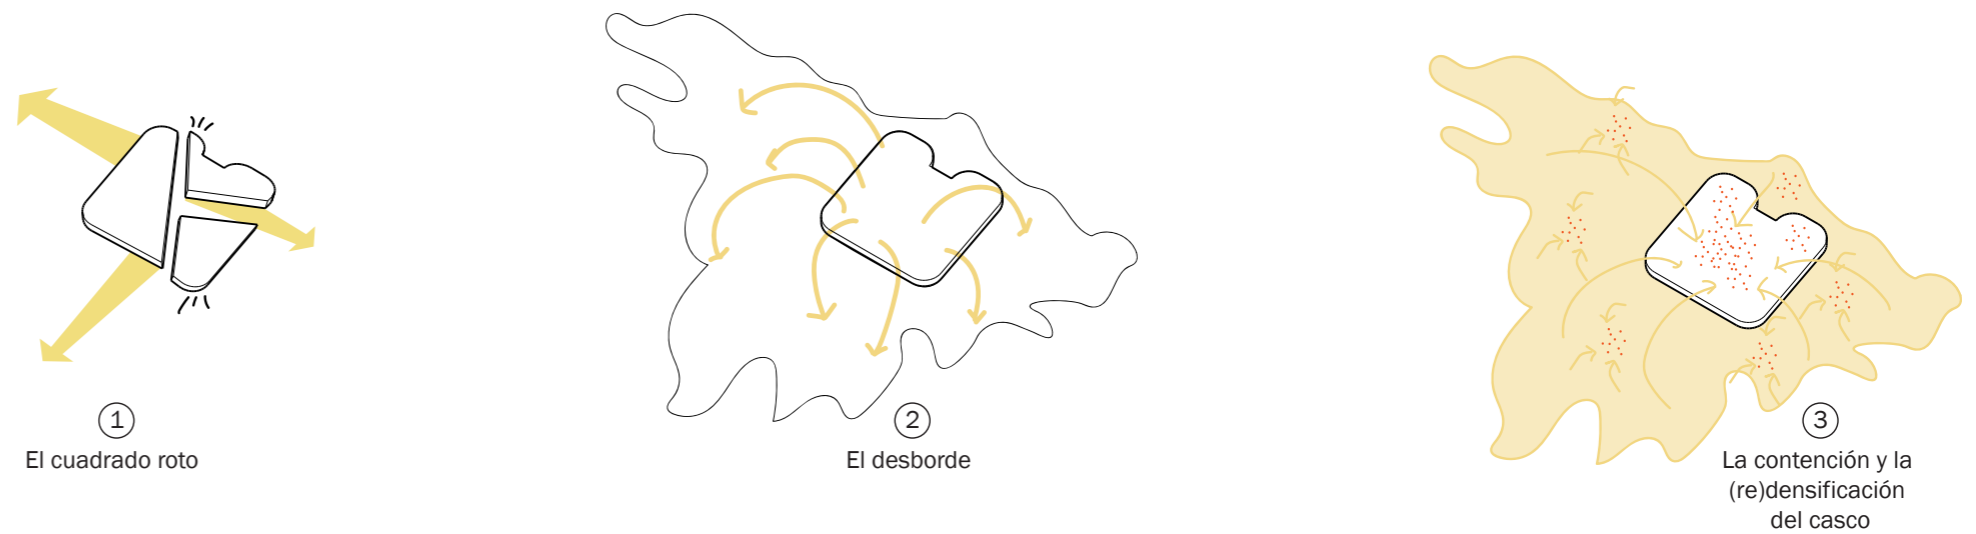 1
El cuadrado roto
2
El desborde
3
La contención y la
(re)densificación
del casco